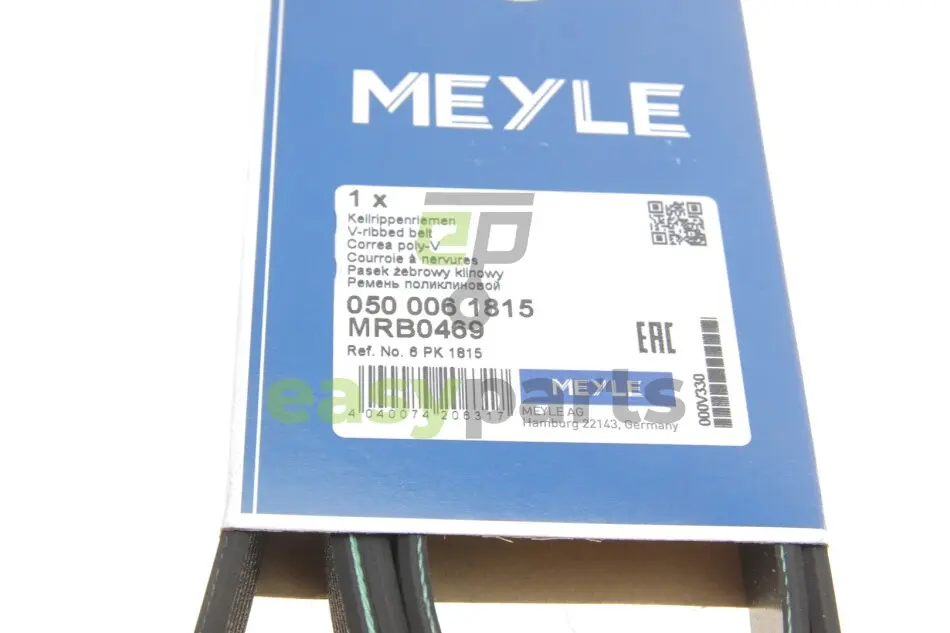 MEYLE
1 x
Keilrippenriemen
V-ribbed belt
Correa poly-V
Courroie à nervures
Pasek żebrowy klinowy
Ремень поликлиновой
050 006 1815
MRB0469
Ref. No. 6 PK 1815
EAC
000V330
4 040074 206317
MEYLE
MEYLE AG
Hamburg 22143, Germany
easyparts